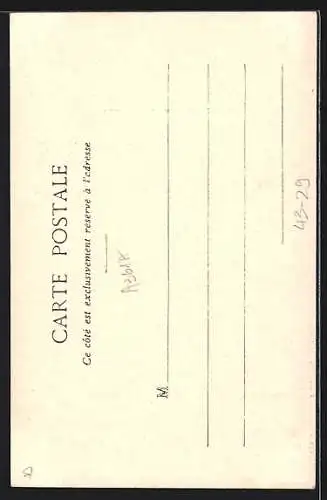 CARTE POSTALE
Ce côté est exclusivement réservé à l'adresse
M
43-29